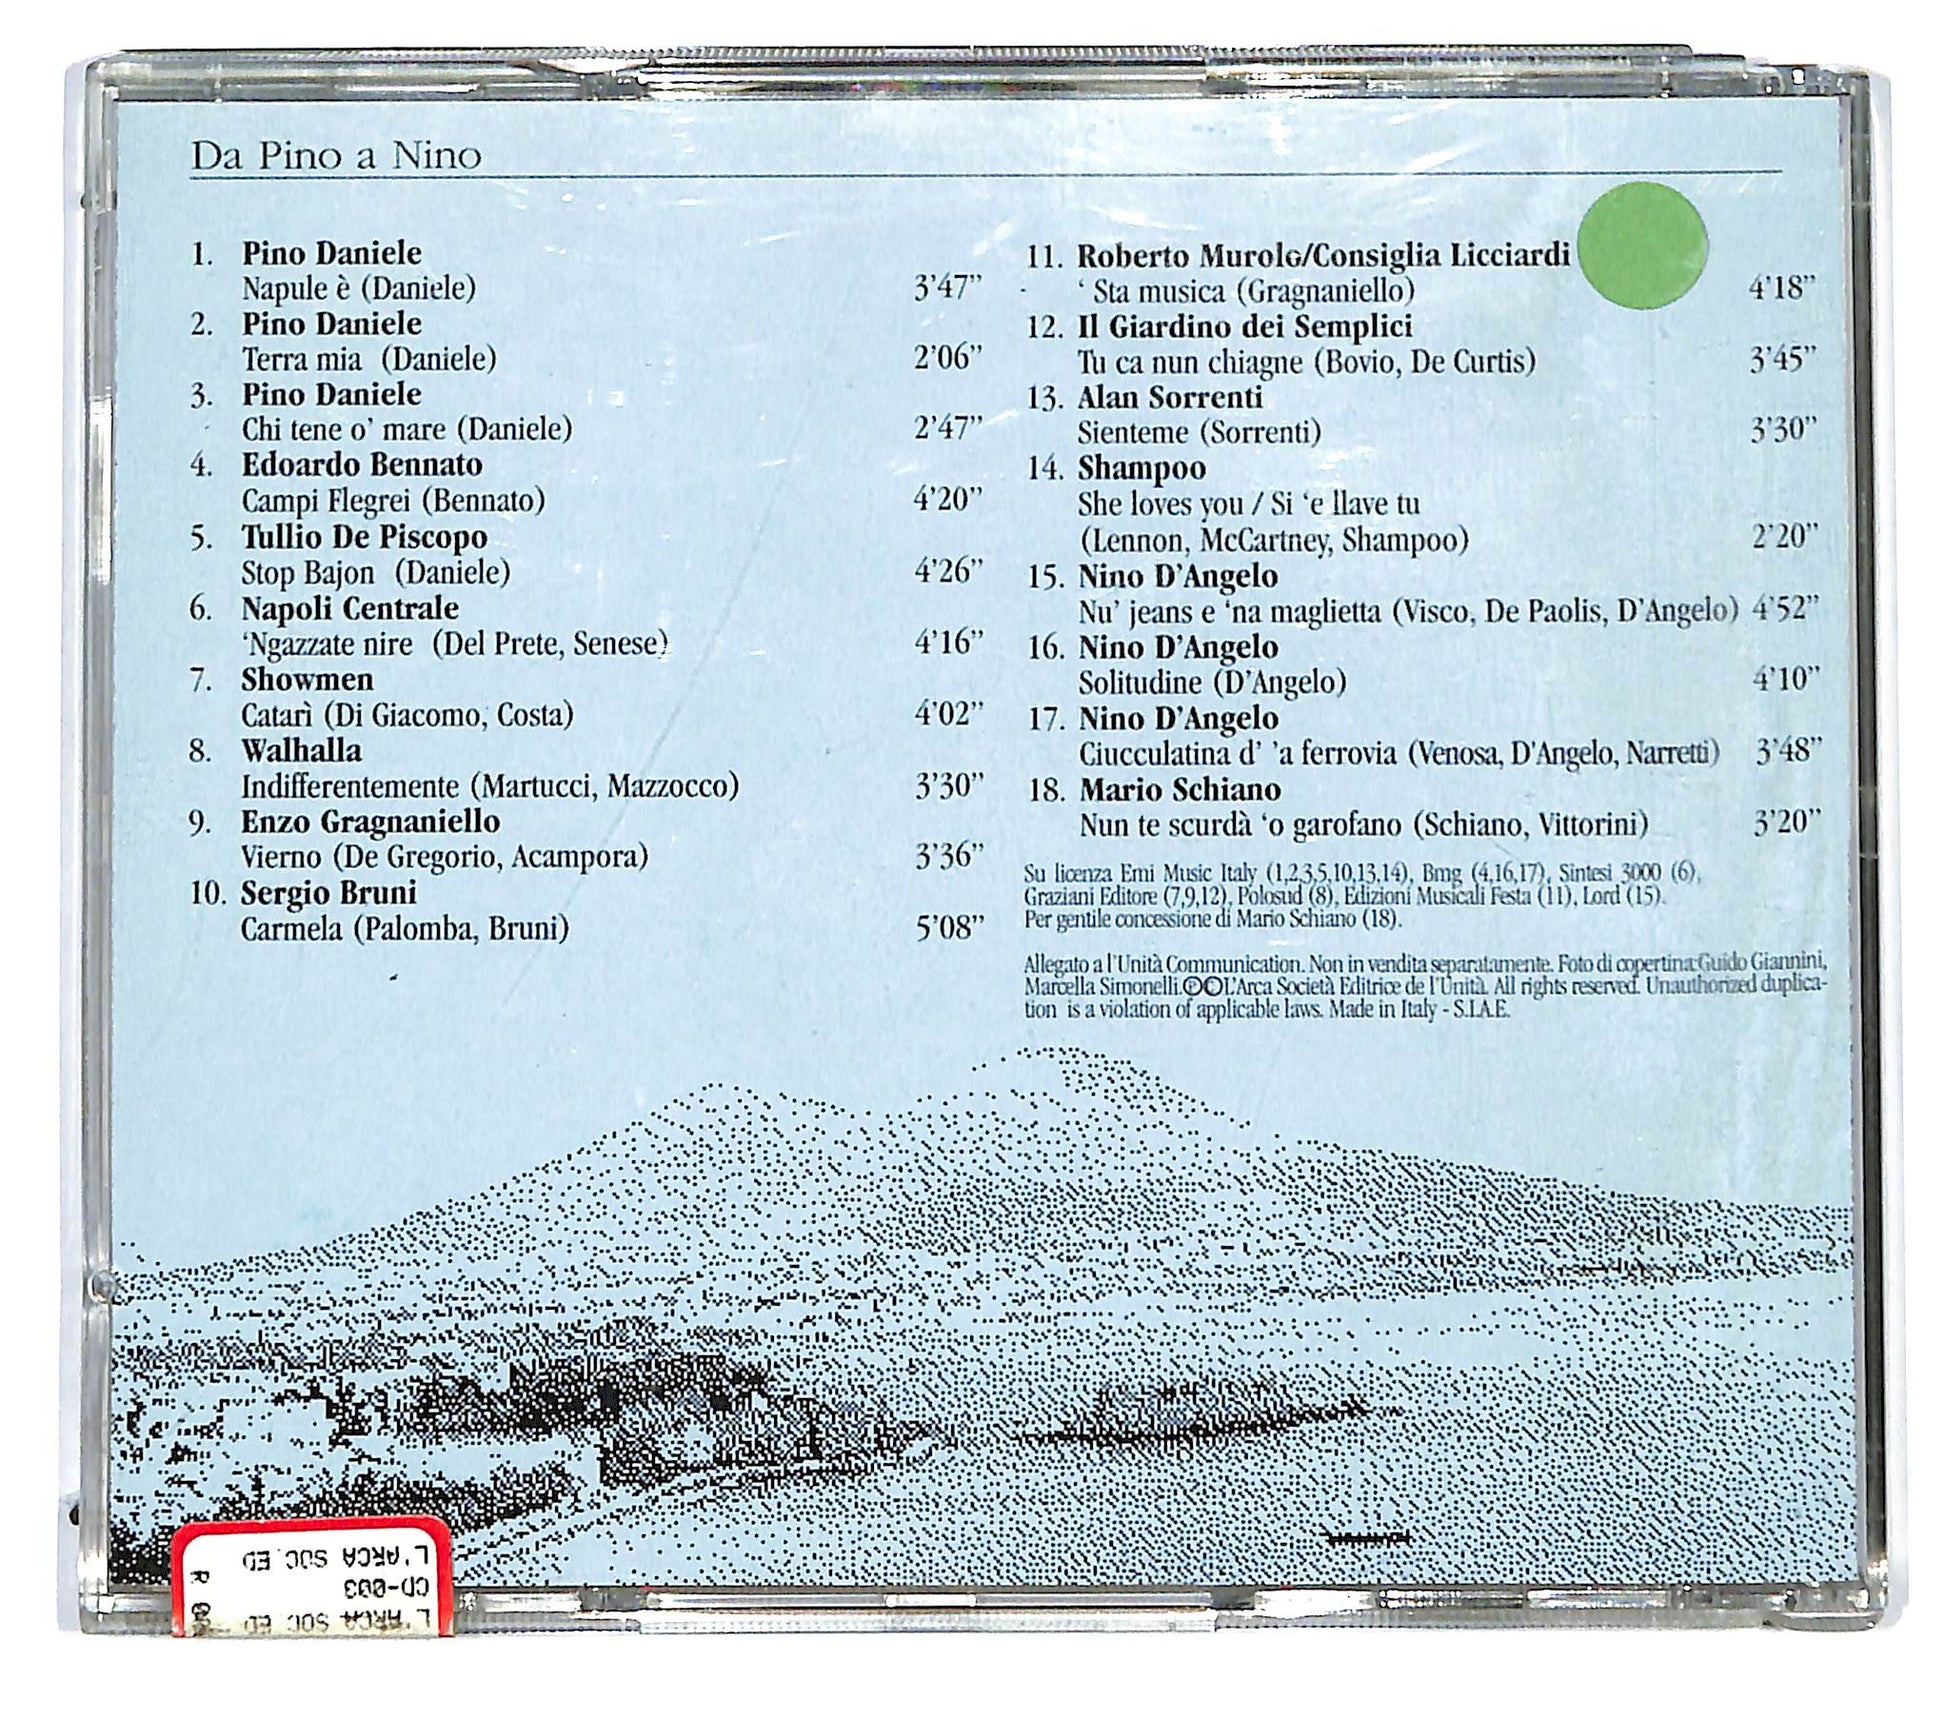 Da Pino a Nino
1. Pino Daniele
Napule è (Daniele) 3'47"
2. Pino Daniele
Terra mia (Daniele) 2'06"
3. Pino Daniele
Chi tene o' mare (Daniele) 2'47"
4. Edoardo Bennato
Campi Flegrei (Bennato) 4'20"
5. Tullio De Piscopo
Stop Bajon (Daniele) 4'26"
6. Napoli Centrale
'Ngazzate nire (Del Prete, Senese) 4'16"
7. Showmen
Catarì (Di Giacomo, Costa) 4'02"
8. Walhalla
Indifferentemente (Martucci, Mazzocco) 3'30"
9. Enzo Gragnaniello
Vierno (De Gregorio, Acampora) 3'36"
10. Sergio Bruni
Carmela (Palomba, Bruni) 5'08"
11. Roberto Murolo/Consiglia Licciardi
' Sta musica (Gragnaniello) 4'18"
12. Il Giardino dei Semplici
Tu ca nun chiagne (Bovio, De Curtis) 3'45"
13. Alan Sorrenti
Sienteme (Sorrenti) 3'30"
14. Shampoo
She loves you / Si 'e llave tu
(Lennon, McCartney, Shampoo) 2'20"
15. Nino D'Angelo
Nu' jeans e 'na maglietta (Visco, De Paolis, D'Angelo) 4'52"
16. Nino D'Angelo
Solitudine (D'Angelo) 4'10"
17. Nino D'Angelo
Ciucculatina d' 'a ferrovia (Venosa, D'Angelo, Narretti) 3'48"
18. Mario Schiano
Nun te scurdà 'o garofano (Schiano, Vittorini) 3'20"
Su licenza Emi Music Italy (1,2,3,5,10,13,14), Bmg (4,16,17), Sintesi 3000 (6),
Graziani Editore (7,9,12), Polosud (8), Edizioni Musicali Festa (11), Lord (15).
Per gentile concessione di Mario Schiano (18).
Allegato a l'Unità Communication. Non in vendita separatamente. Foto di copertina: Guido Giannini,
Marcella Simonelli. ℗© L'Arca Società Editrice de l'Unità. All rights reserved. Unauthorized duplica-
tion is a violation of applicable laws. Made in Italy - S.I.A.E.
L'ARCA SOC ED
CD-003
L'ARCA SOC ED